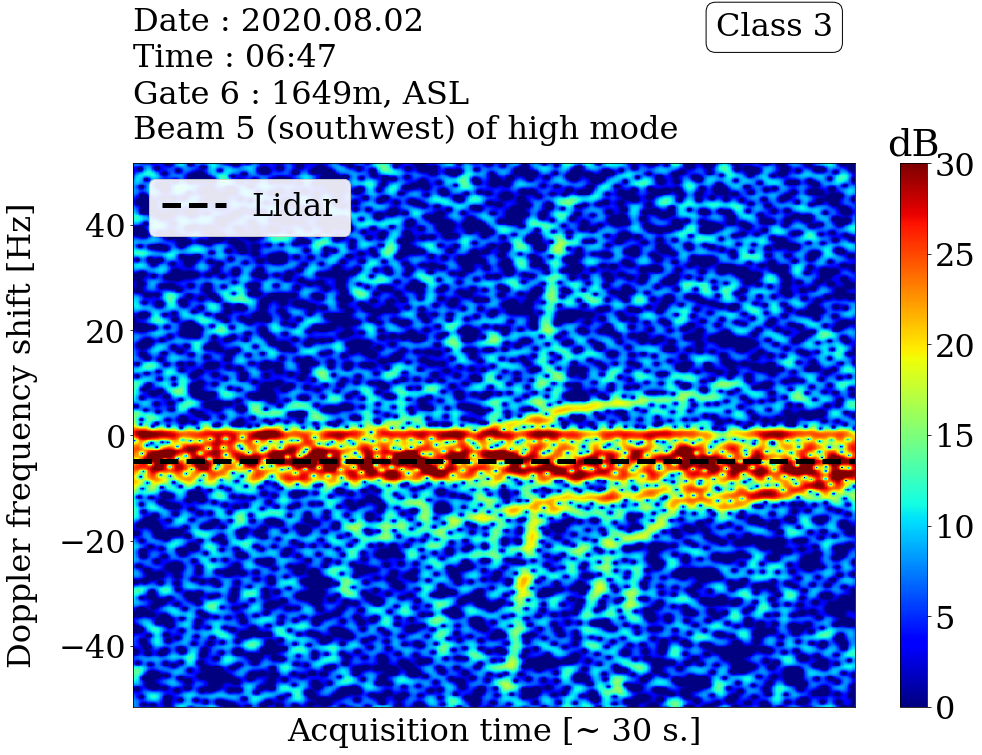 Date : 2020.08.02
Time : 06:47
Gate 6 : 1649m, ASL
Beam 5 (southwest) of high mode
Class 3
dB
Lidar
Doppler frequency shift [Hz]
40
20
0
−20
−40
30
25
20
15
10
5
0
Acquisition time [~ 30 s.]